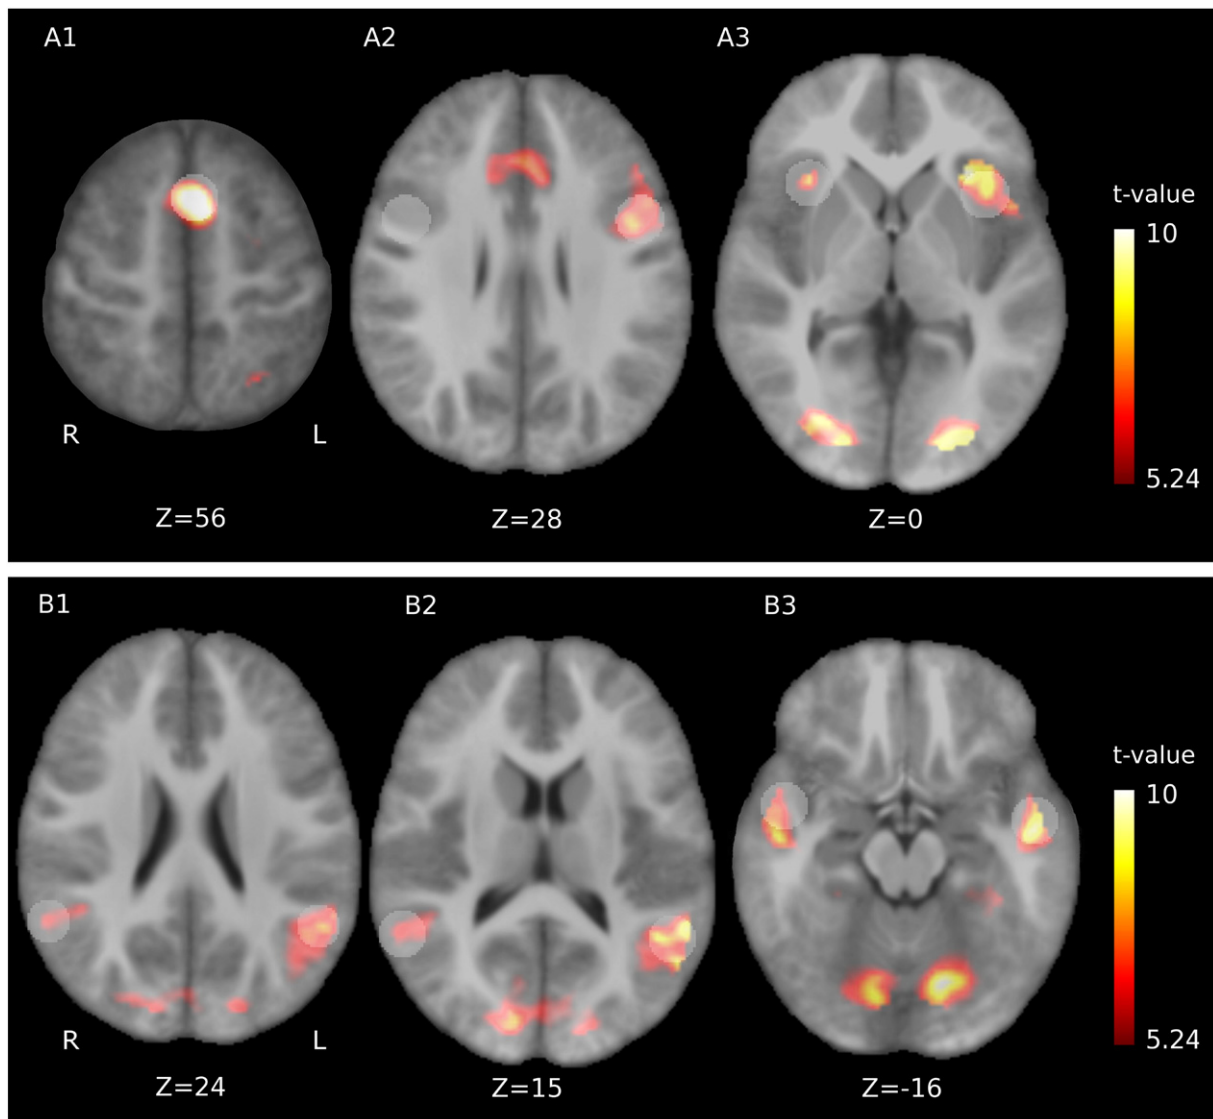 A1
A2
A3
t-value
10
R
L
5.24
Z=56
Z=28
Z=0
B1
B2
B3
t-value
10
R
L
5.24
Z=24
Z=15
Z=-16